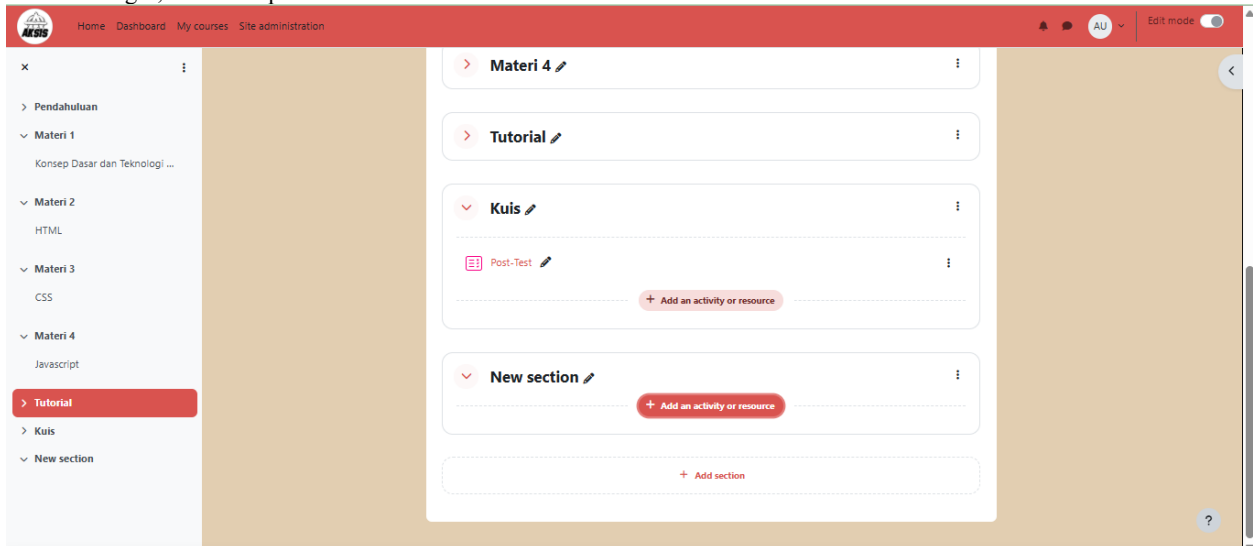 AKSIS
Home Dashboard My courses Site administration
AU
Edit mode
Pendahuluan
Materi 1
Konsep Dasar dan Teknologi ...
Materi 2
HTML
Materi 3
CSS
Materi 4
Javascript
Tutorial
Kuis
New section
Materi 4
Tutorial
Kuis
Post-Test
+ Add an activity or resource
New section
+ Add an activity or resource
+ Add section
?